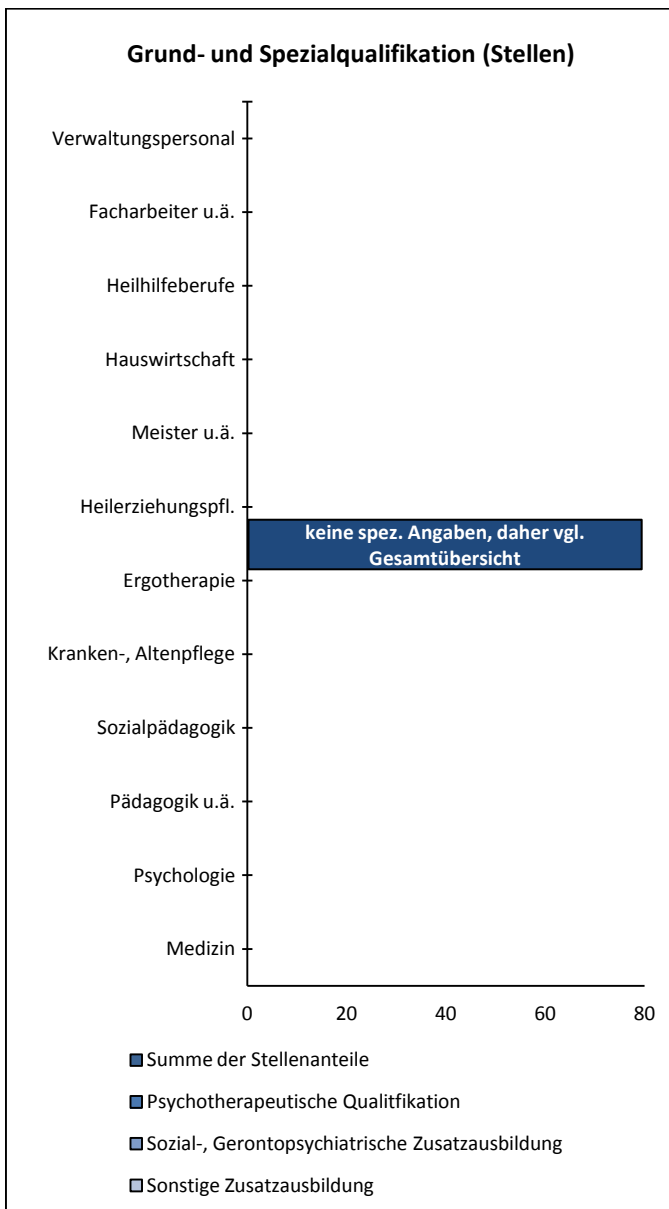 Grund- und Spezialqualifikation (Stellen)
Verwaltungspersonal
Facharbeiter u.ä.
Heilhilfeberufe
Hauswirtschaft
Meister u.ä.
Heilerziehungspfl.
keine spez. Angaben, daher vgl.
Gesamtübersicht
Ergotherapie
Kranken-, Altenpflege
Sozialpädagogik
Pädagogik u.ä.
Psychologie
Medizin
0 20 40 60 80
Summe der Stellenanteile
Psychotherapeutische Qualitfikation
Sozial-, Gerontopsychiatrische Zusatzausbildung
Sonstige Zusatzausbildung